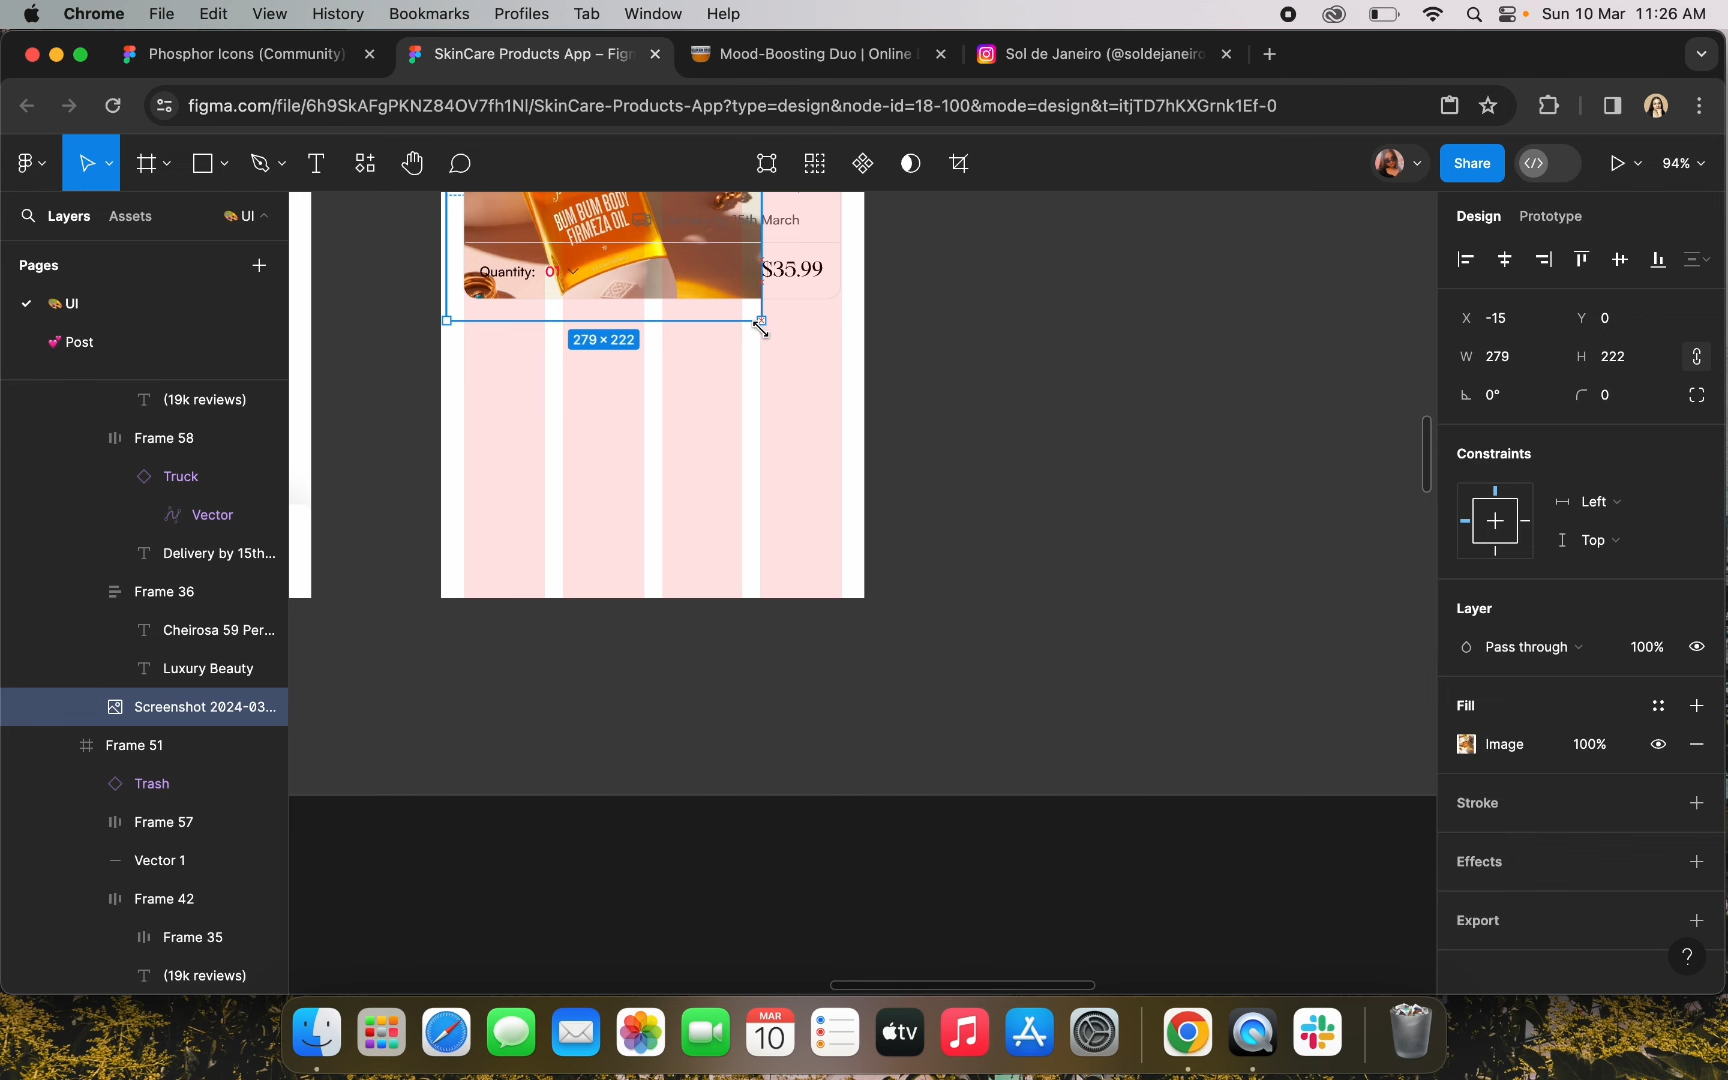 Chrome File Edit View History Bookmarks Profiles Tab Window Help Sun 10 Mar 11:26 AM
Phosphor Icons (Community) SkinCare Products App – Fig Mood-Boosting Duo | Online Sol de Janeiro (@soldejaneiro
figma.com/file/6h9SkAFgPKNZ84OV7fh1Nl/SkinCare-Products-App?type=design&node-id=18-100&mode=design&t=itjTD7hKXGrnk1Ef-0
Share 94%
Layers Assets 🎨 UI
Pages
🎨 UI
💕 Post
(19k reviews)
Frame 58
Truck
Vector
Delivery by 15th...
Frame 36
Cheirosa 59 Per...
Luxury Beauty
Screenshot 2024-03...
Frame 51
Trash
Frame 57
Vector 1
Frame 42
Frame 35
(19k reviews)
BUM BUM BODY
FIRMEZA OIL
15th March
Quantity: 01 $35.99
279 × 222
Design Prototype
X -15 Y 0
W 279 H 222
0° 0
Constraints
Left
Top
Layer
Pass through 100%
Fill
Image 100%
Stroke
Effects
Export
?
MAR
10
tv